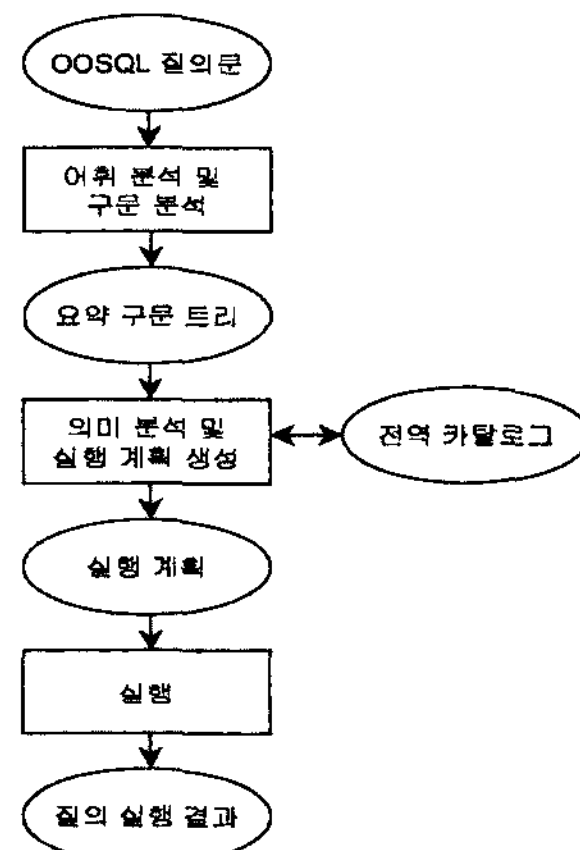 OOSQL 질의문
어휘 분석 및
구문 분석
요약 구문 트리
의미 분석 및
실행 계획 생성
전역 카탈로그
실행 계획
실행
질의 실행 결과